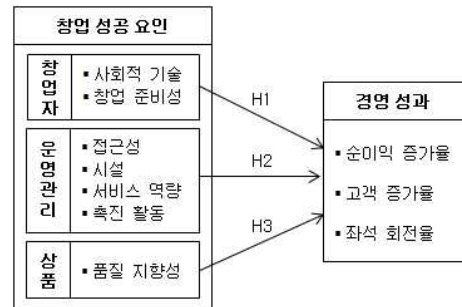 창업 성공 요인
창업자
▪ 사회적 기술
▪ 창업 준비성
운영관리
▪ 접근성
▪ 시설
▪ 서비스 역량
▪ 촉진 활동
상품
▪ 품질 지향성
H1
H2
H3
경영 성과
▪ 순이익 증가율
▪ 고객 증가율
▪ 좌석 회전율